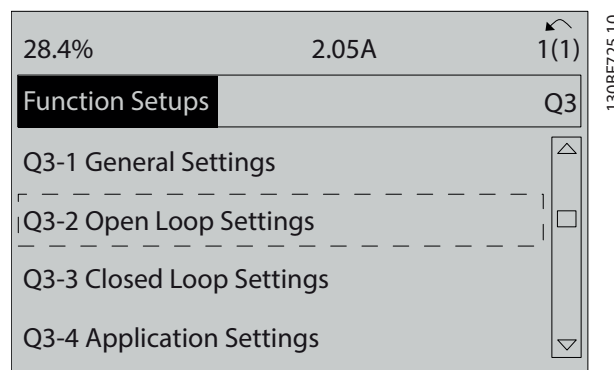 28.4% 2.05A 1(1)
Function Setups Q3
Q3-1 General Settings
Q3-2 Open Loop Settings
Q3-3 Closed Loop Settings
Q3-4 Application Settings
130BF725.10